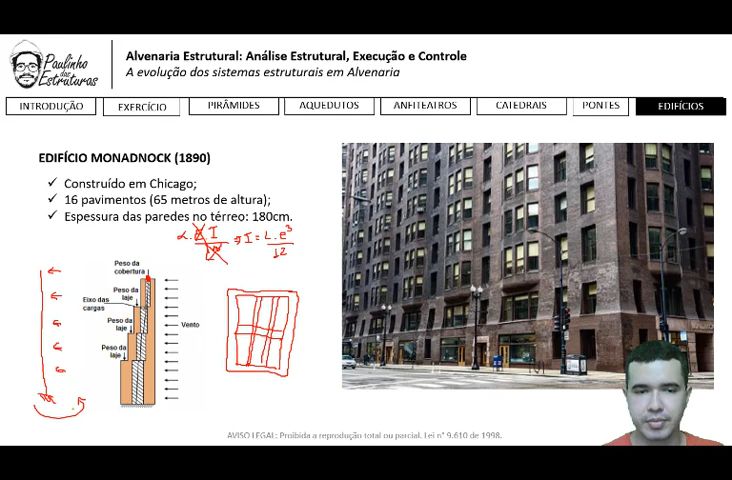 Paulinho
das
Estruturas
Alvenaria Estrutural: Análise Estrutural, Execução e Controle
A evolução dos sistemas estruturais em Alvenaria
INTRODUÇÃO
EXERCÍCIO
PIRÂMIDES
AQUEDUTOS
ANFITEATROS
CATEDRAIS
PONTES
EDIFÍCIOS
EDIFÍCIO MONADNOCK (1890)
✓ Construído em Chicago;
✓ 16 pavimentos (65 metros de altura);
✓ Espessura das paredes no térreo: 180cm.
I = L.e³
12
Peso da
cobertura
Peso da
laje
Eixo das
cargas
Peso da
laje
Vento
Peso da
laje
AVISO LEGAL: Proibida a reprodução total ou parcial. Lei n° 9.610 de 1998.